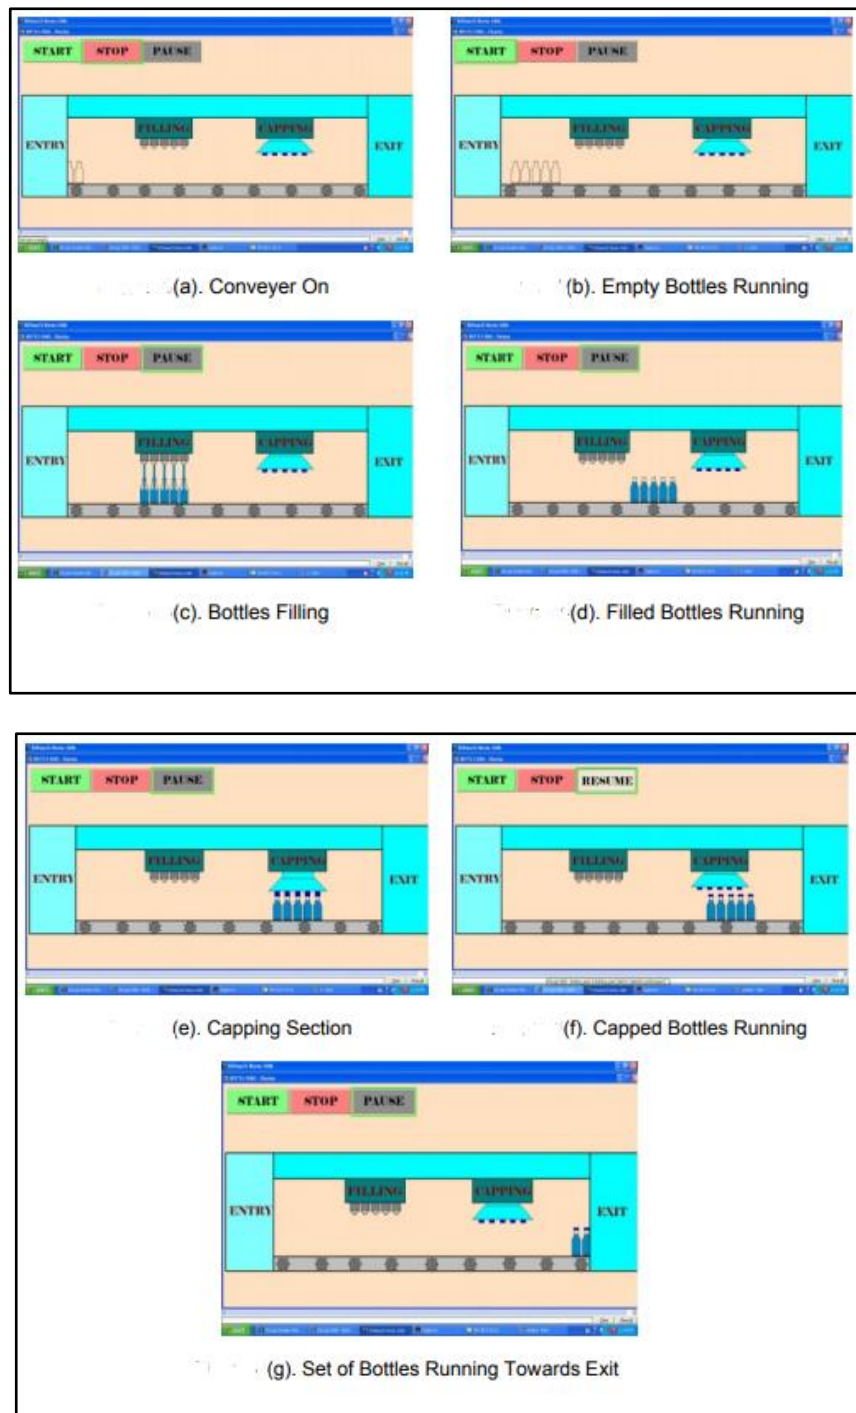 START STOP PAUSE
START STOP PAUSE
FILLING CAPPING
ENTRY EXIT
FILLING CAPPING
ENTRY EXIT
(a). Conveyer On
(b). Empty Bottles Running
START STOP PAUSE
START STOP PAUSE
FILLING CAPPING
ENTRY EXIT
FILLING CAPPING
ENTRY EXIT
(c). Bottles Filling
(d). Filled Bottles Running
START STOP PAUSE
START STOP RESUME
FILLING CAPPING
ENTRY EXIT
FILLING CAPPING
ENTRY EXIT
(e). Capping Section
(f). Capped Bottles Running
START STOP PAUSE
FILLING CAPPING
ENTRY EXIT
(g). Set of Bottles Running Towards Exit